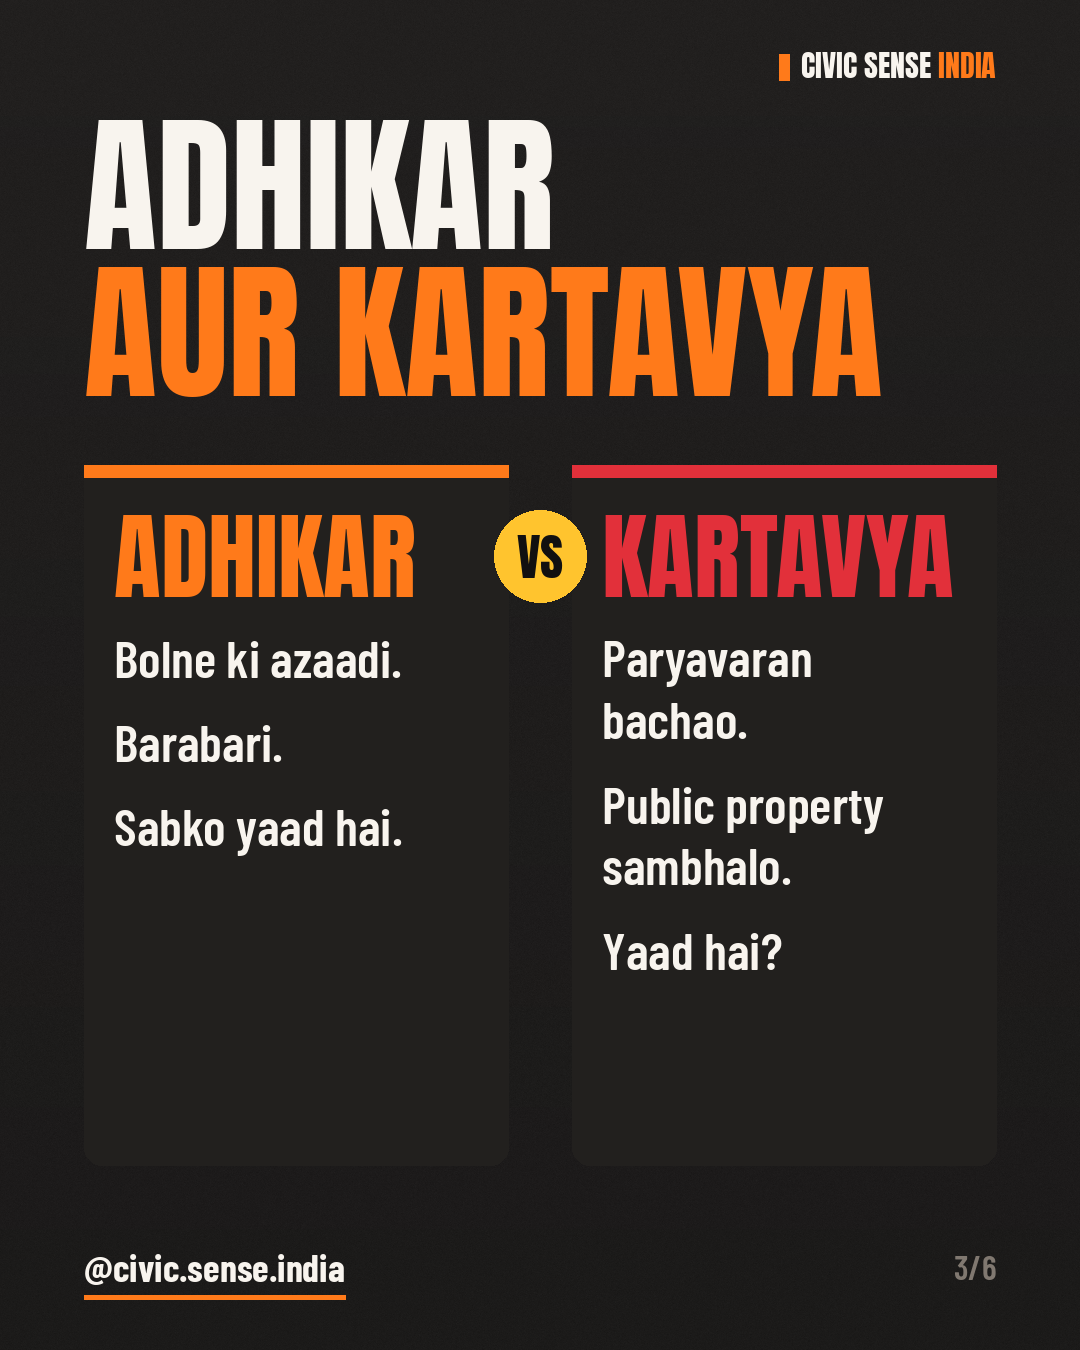 CIVIC SENSE INDIA
ADHIKAR
AUR KARTAVYA
ADHIKAR
Bolne ki azaadi.
Barabari.
Sabko yaad hai.
VS
KARTAVYA
Paryavaran
bachao.
Public property
sambhalo.
Yaad hai?
@civic.sense.india
3/6